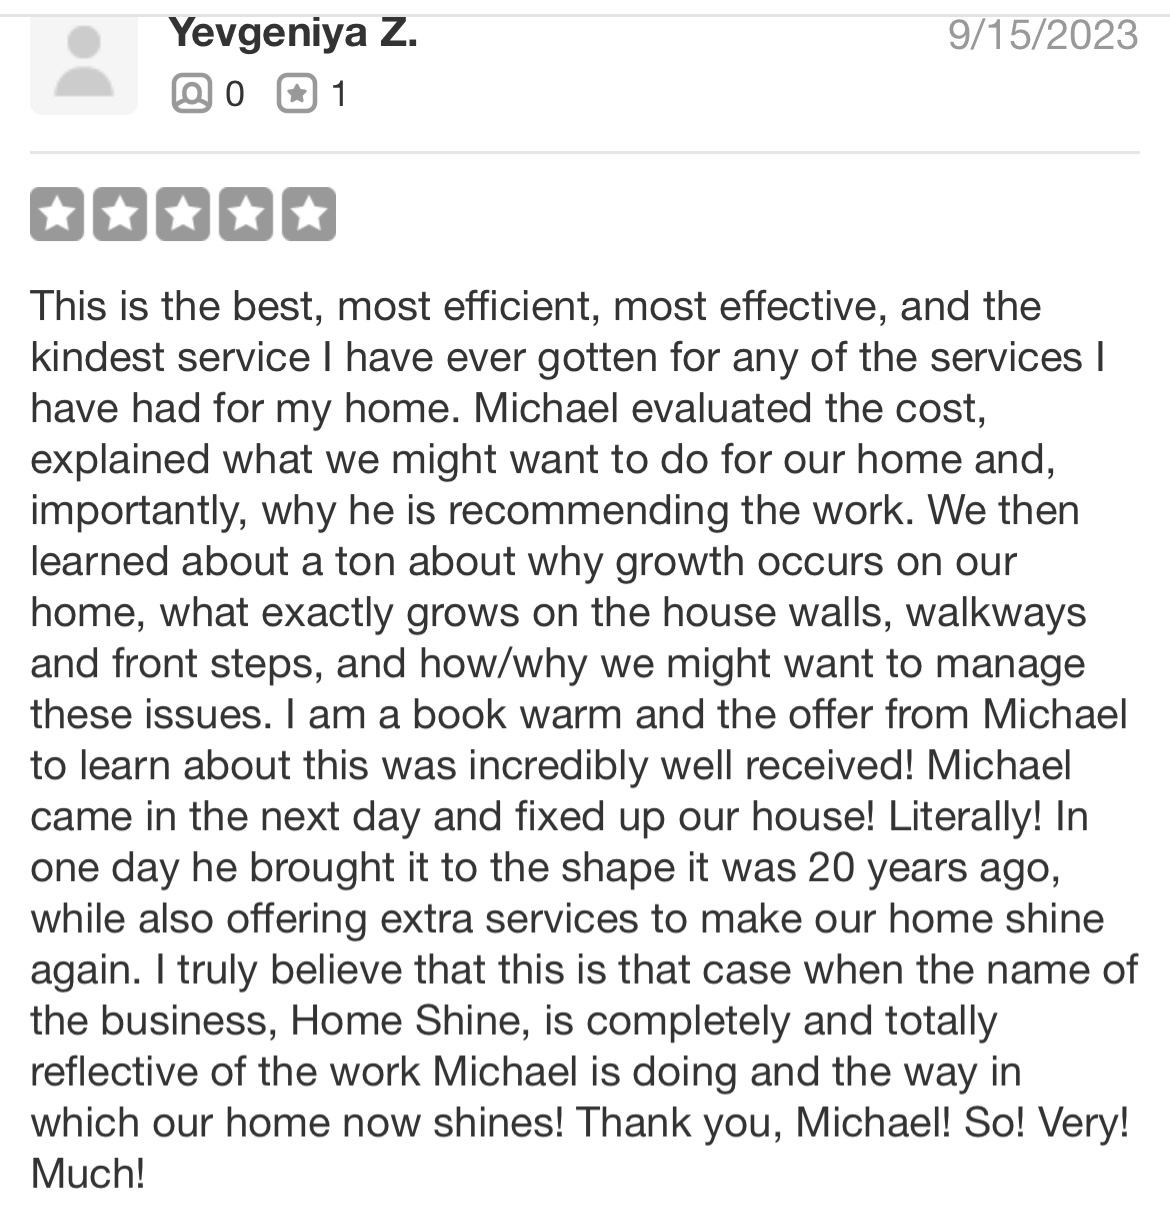 Yevgeniya Z.
9/15/2023
0 1
This is the best, most efficient, most effective, and the
kindest service I have ever gotten for any of the services I
have had for my home. Michael evaluated the cost,
explained what we might want to do for our home and,
importantly, why he is recommending the work. We then
learned about a ton about why growth occurs on our
home, what exactly grows on the house walls, walkways
and front steps, and how/why we might want to manage
these issues. I am a book warm and the offer from Michael
to learn about this was incredibly well received! Michael
came in the next day and fixed up our house! Literally! In
one day he brought it to the shape it was 20 years ago,
while also offering extra services to make our home shine
again. I truly believe that this is that case when the name of
the business, Home Shine, is completely and totally
reflective of the work Michael is doing and the way in
which our home now shines! Thank you, Michael! So! Very!
Much!